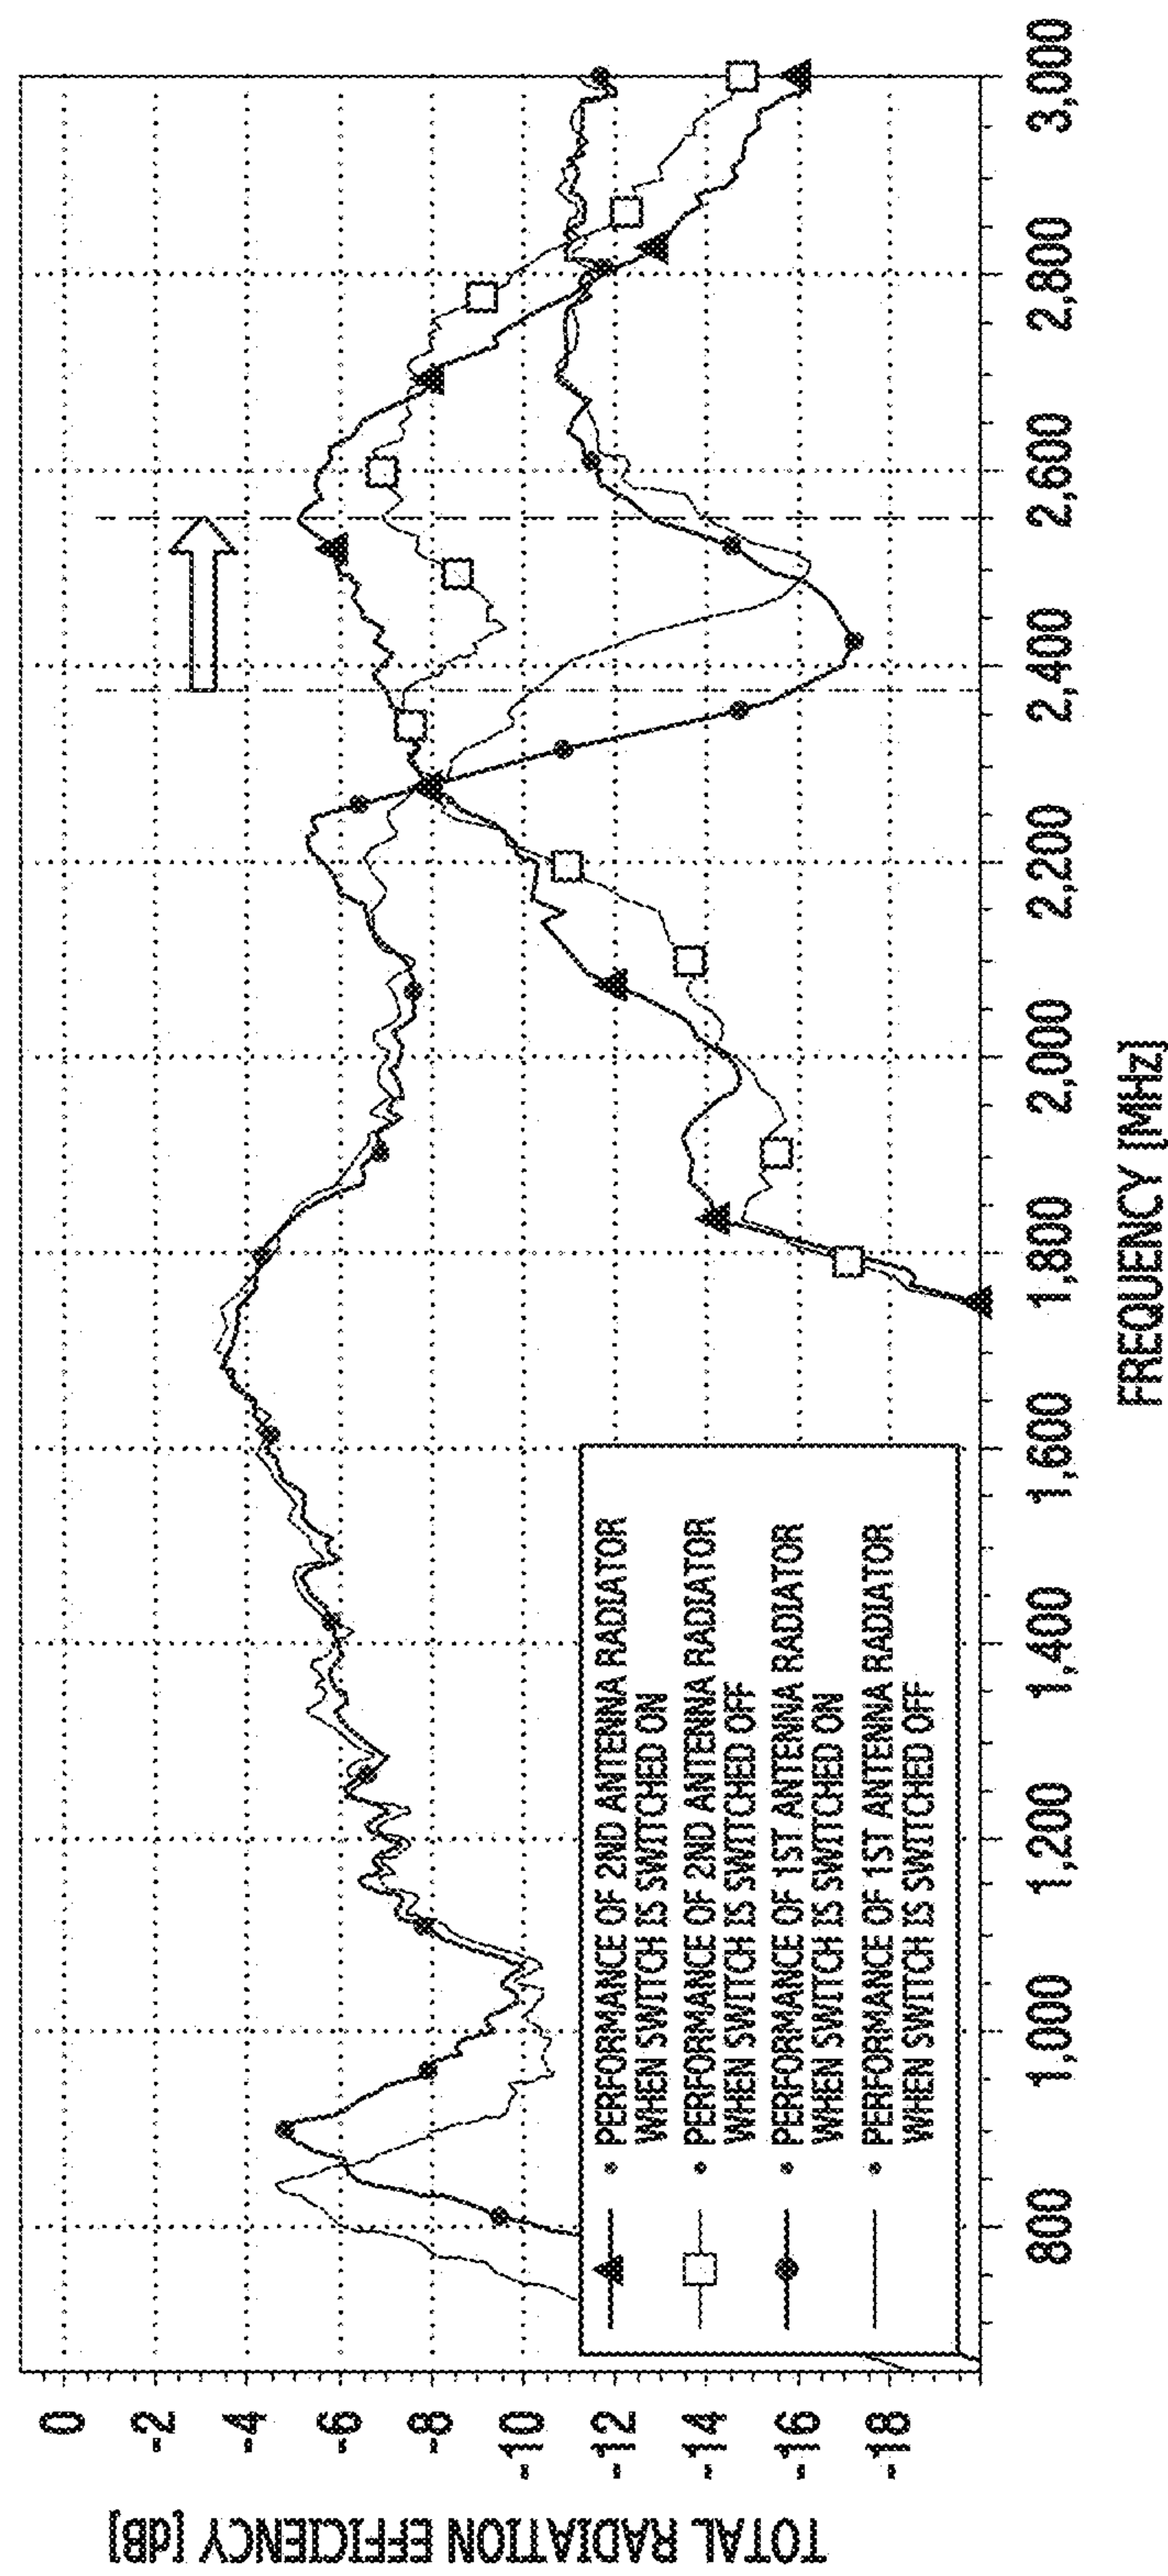 TOTAL RADIATION EFFICIENCY [dB]
0
-2
-4
-6
-8
-10
-12
-14
-16
-18
PERFORMANCE OF 2ND ANTENNA RADIATOR
WHEN SWITCH IS SWITCHED ON
PERFORMANCE OF 2ND ANTENNA RADIATOR
WHEN SWITCH IS SWITCHED OFF
PERFORMANCE OF 1ST ANTENNA RADIATOR
WHEN SWITCH IS SWITCHED ON
PERFORMANCE OF 1ST ANTENNA RADIATOR
WHEN SWITCH IS SWITCHED OFF
800 1,000 1,200 1,400 1,600 1,800 2,000 2,200 2,400 2,600 2,800 3,000
FREQUENCY [MHz]